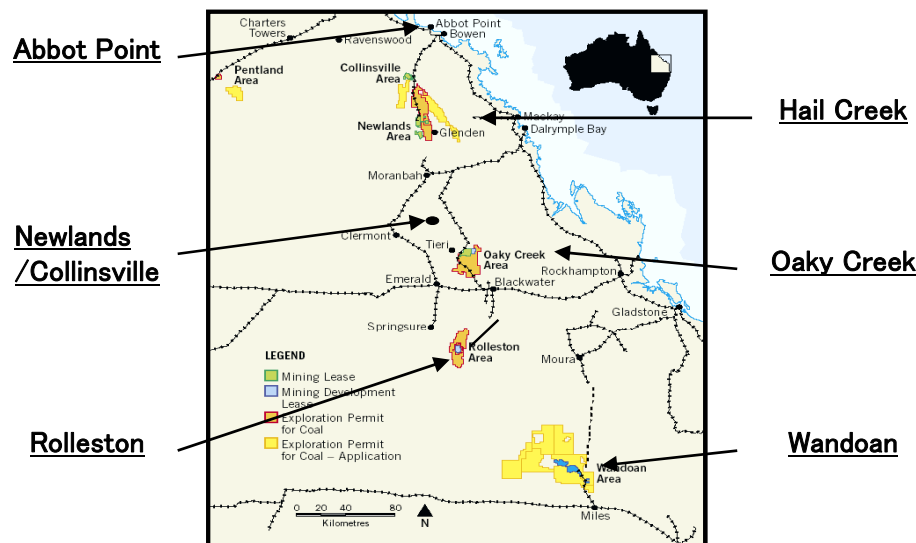 Abbot Point
Newlands
/Collinsville
Rolleston
Hail Creek
Oaky Creek
Wandoan
Charters
Towers
Ravenswood
Abbot Point
Bowen
Pentland
Area
Collinsville
Area
Newlands
Area
Glenden
Mackay
Dalrymple Bay
Moranbah
Clermont
Tieri
Oaky Creek
Area
Emerald
Blackwater
Rockhampton
Gladstone
Springsure
Rolleston
Area
Moura
LEGEND
Mining Lease
Mining Development
Lease
Exploration Permit
for Coal
Exploration Permit
for Coal – Application
Wandoan
Area
Miles
0 20 40 80
Kilometres
N